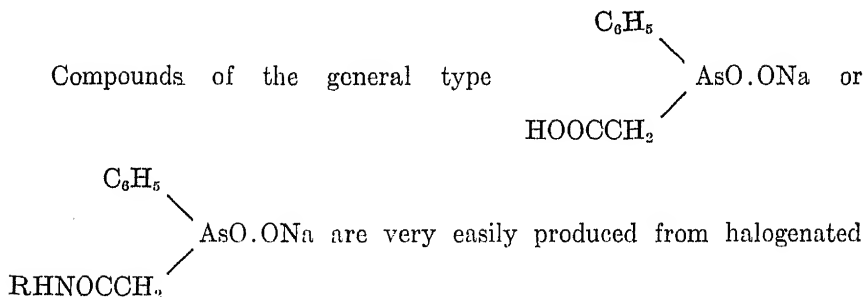 C₆H₅
Compounds of the general type AsO.ONa or
HOOCCH₂
C₆H₅
AsO.ONa are very easily produced from halogenated
RHNOCCH₂